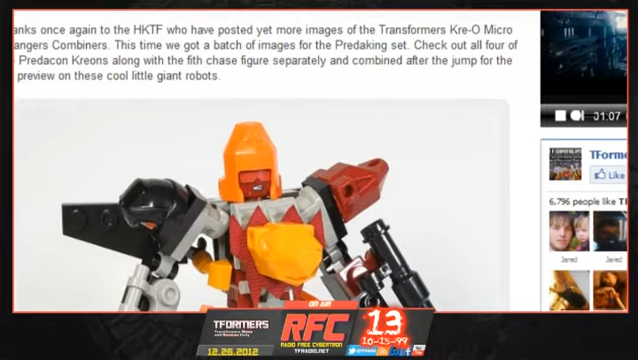 anks once again to the HKTF who have posted yet more images of the Transformers Kre-O Micro
angers Combiners. This time we got a batch of images for the Predaking set. Check out all four of
Predacon Kreons along with the fith chase figure separately and combined after the jump for the
preview on these cool little giant robots.
31:07
TForme
Like
6,796 people like T
Jared
Jared
ON AIR
TFORMERS
RFC
13
RADIO FREE CYBERTRON
10-15-99
12.26.2012
TFRADIO.NET